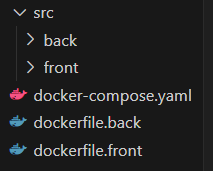 src
back
front
docker-compose.yaml
dockerfile.back
dockerfile.front